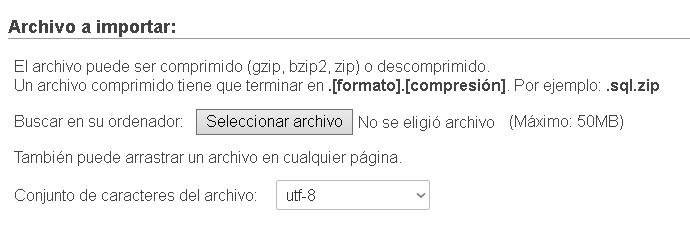 Archivo a importar:
El archivo puede ser comprimido (gzip, bzip2, zip) o descomprimido.
Un archivo comprimido tiene que terminar en .[formato].[compresión]. Por ejemplo: .sql.zip
Buscar en su ordenador: Seleccionar archivo No se eligió archivo (Máximo: 50MB)
También puede arrastrar un archivo en cualquier página.
Conjunto de caracteres del archivo: utf-8